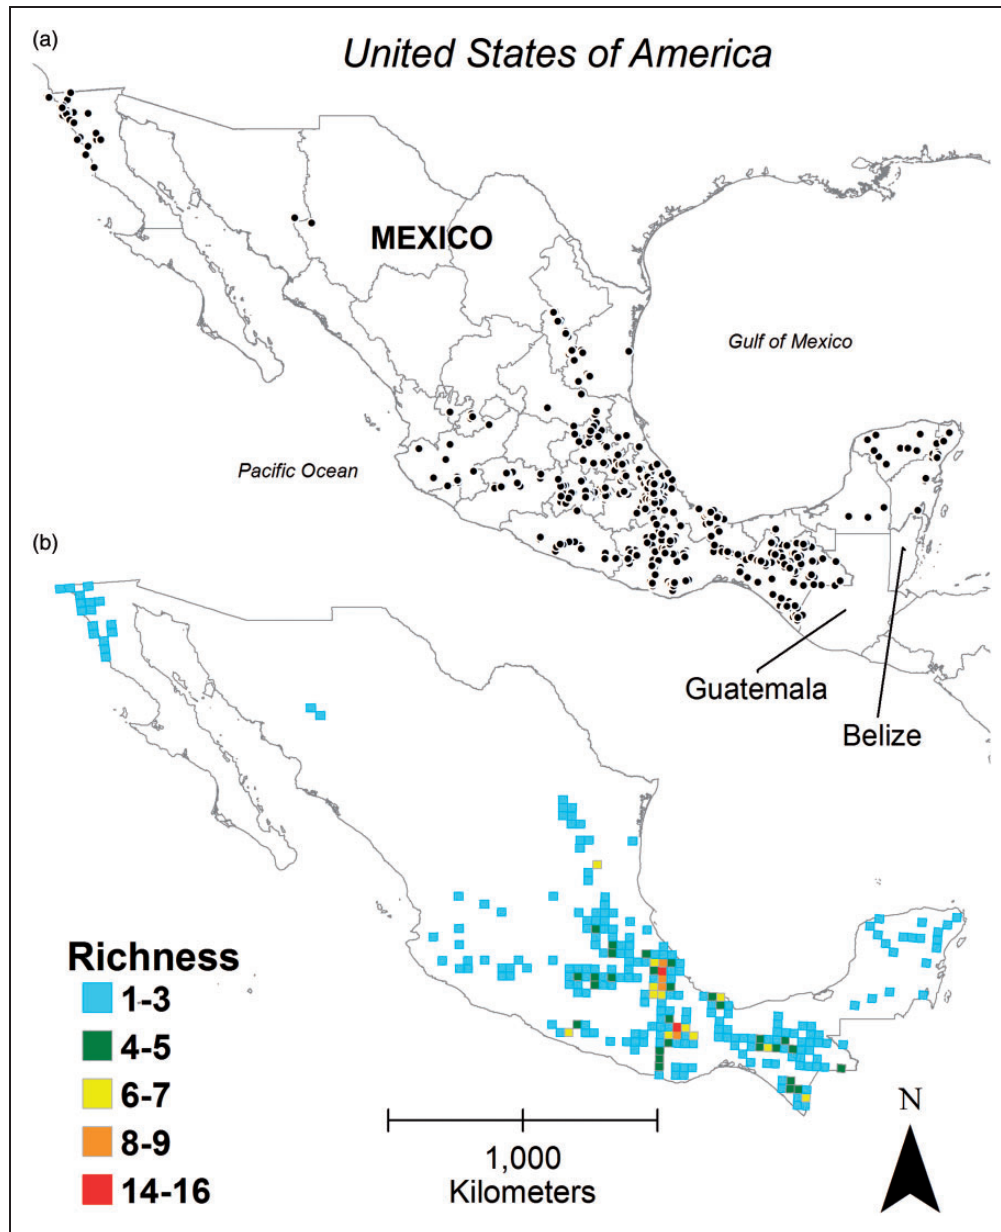 (a)
United States of America
MEXICO
Gulf of Mexico
Pacific Ocean
(b)
Guatemala
Belize
Richness
1-3
4-5
6-7
8-9
14-16
1,000
Kilometers
N